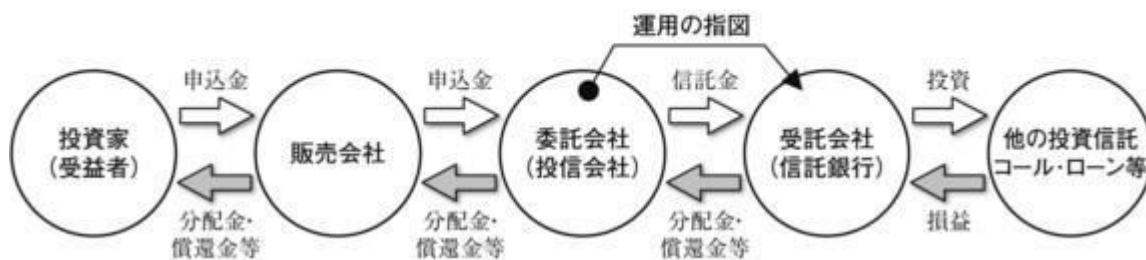 運用の指図
申込金
申込金
信託金
投資
投資家
(受益者)
販売会社
委託会社
(投信会社)
受託会社
(信託銀行)
他の投資信託
コール・ローン等
分配金・
償還金等
分配金・
償還金等
分配金・
償還金等
損益